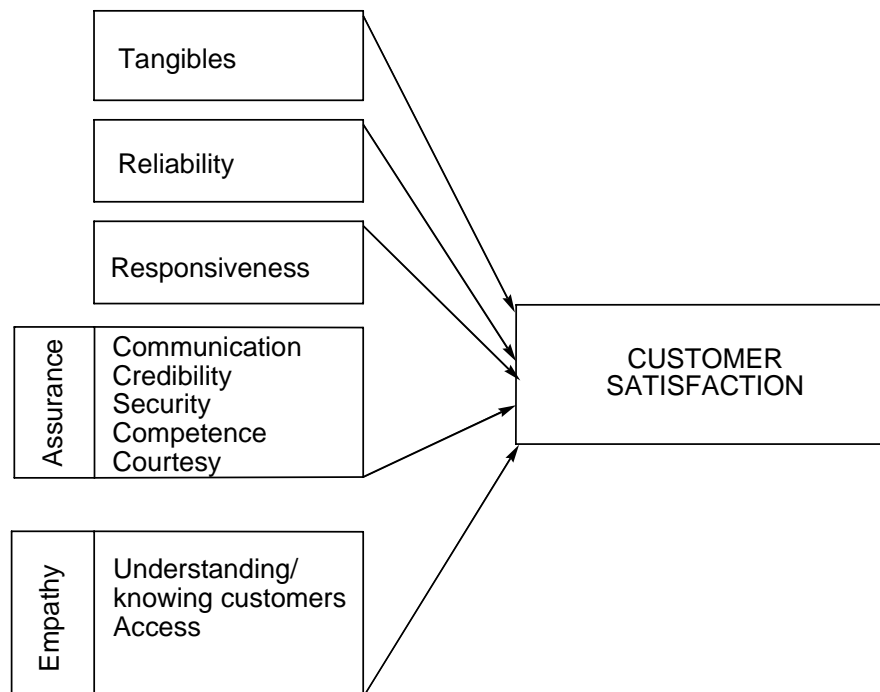 Tangibles
Reliability
Responsiveness
Assurance
Communication
Credibility
Security
Competence
Courtesy
Empathy
Understanding/
knowing customers
Access
CUSTOMER
SATISFACTION